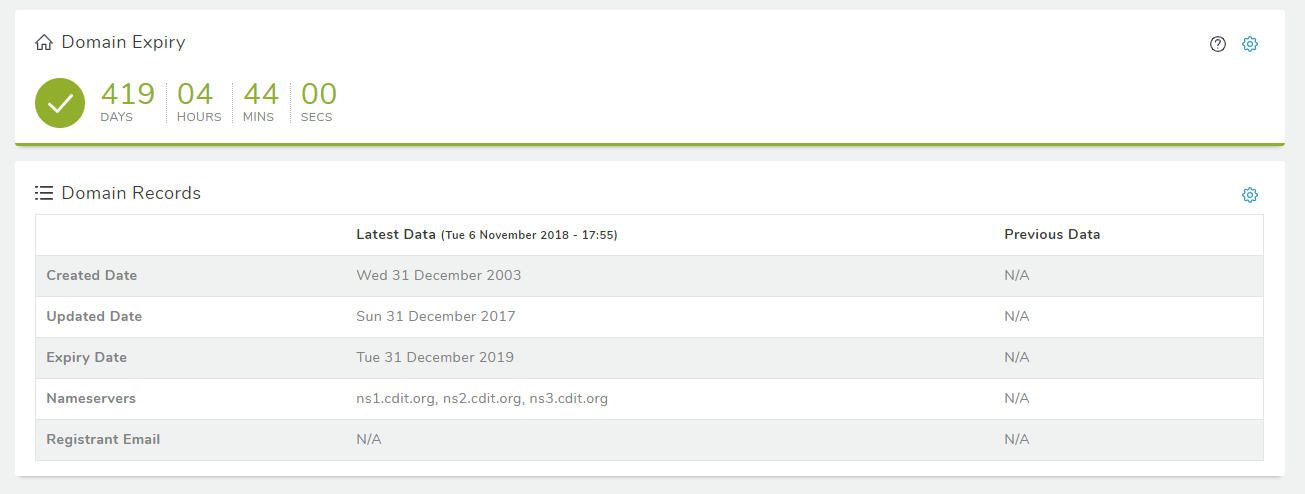 Domain Expiry
419 04 44 00
DAYS HOURS MINS SECS
Domain Records
Latest Data (Tue 6 November 2018 - 17:55) Previous Data
Created Date Wed 31 December 2003 N/A
Updated Date Sun 31 December 2017 N/A
Expiry Date Tue 31 December 2019 N/A
Nameservers ns1.cdit.org, ns2.cdit.org, ns3.cdit.org N/A
Registrant Email N/A N/A